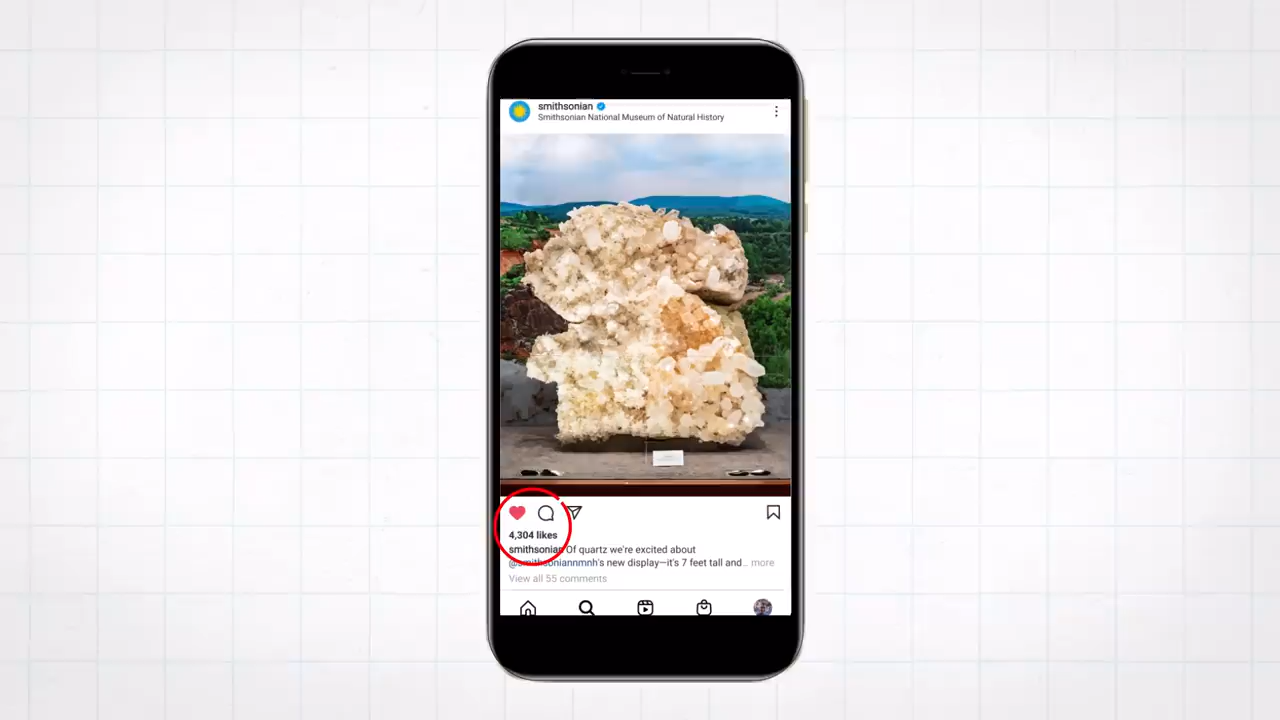 smithsonian
Smithsonian National Museum of Natural History
4,304 likes
smithsonian Of quartz we're excited about
@smithsoniannmnh's new display—it's 7 feet tall and... more
View all 55 comments